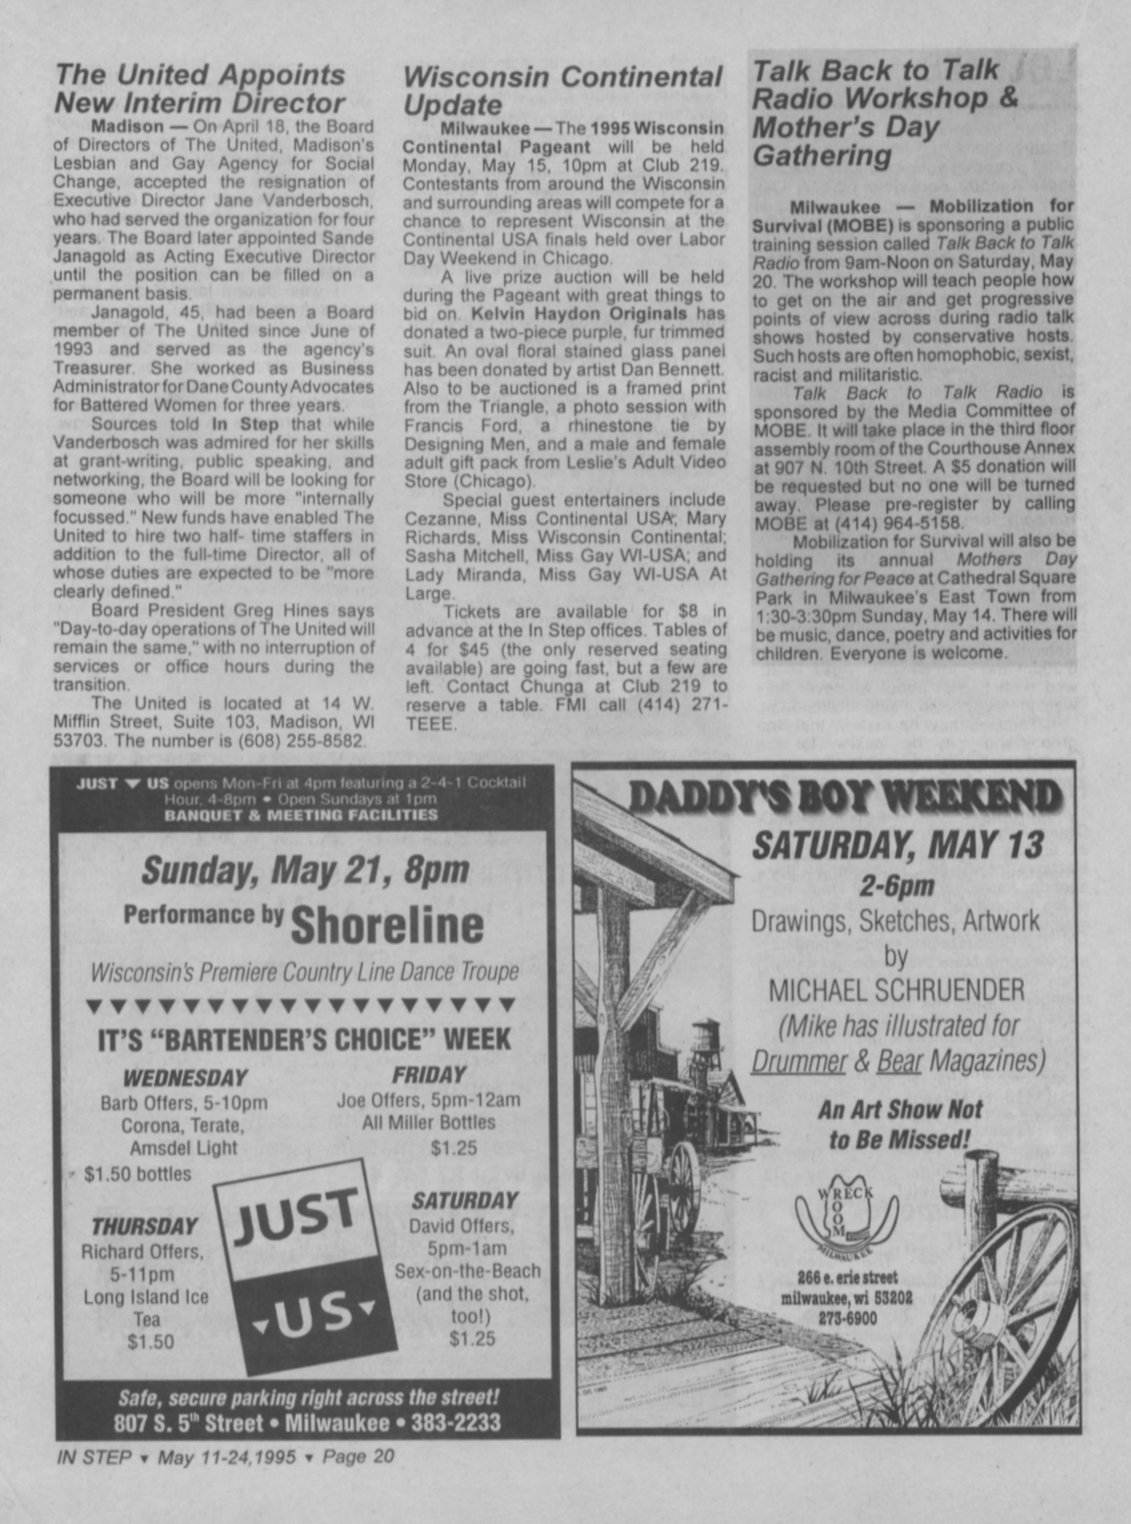 The United Appoints
New Interim Director
Madison — On April 18, the Board
of Directors of The United, Madison's
Lesbian and Gay Agency for Social
Change, accepted the resignation of
Executive Director Jane Vanderbosch,
who had served the organization for four
years. The Board later appointed Sande
Janagold as Acting Executive Director
until the position can be filled on a
permanent basis.
Janagold, 45, had been a Board
member of The United since June of
1993 and served as the agency's
Treasurer. She worked as Business
Administrator for Dane County Advocates
for Battered Women for three years.
Sources told In Step that while
Vanderbosch was admired for her skills
at grant-writing, public speaking, and
networking, the Board will be looking for
someone who will be more "internally
focussed." New funds have enabled The
United to hire two half- time staffers in
addition to the full-time Director, all of
whose duties are expected to be "more
clearly defined."
Board President Greg Hines says
"Day-to-day operations of The United will
remain the same," with no interruption of
services or office hours during the
transition.
The United is located at 14 W.
Mifflin Street, Suite 103, Madison, WI
53703. The number is (608) 255-8582.
Wisconsin Continental
Update
Milwaukee — The 1995 Wisconsin
Continental Pageant will be held
Monday, May 15, 10pm at Club 219.
Contestants from around the Wisconsin
and surrounding areas will compete for a
chance to represent Wisconsin at the
Continental USA finals held over Labor
Day Weekend in Chicago.
A live prize auction will be held
during the Pageant with great things to
bid on. Kelvin Haydon Originals has
donated a two-piece purple, fur trimmed
suit. An oval floral stained glass panel
has been donated by artist Dan Bennett.
Also to be auctioned is a framed print
from the Triangle, a photo session with
Francis Ford, a rhinestone tie by
Designing Men, and a male and female
adult gift pack from Leslie's Adult Video
Store (Chicago).
Special guest entertainers include
Cezanne, Miss Continental USA; Mary
Richards, Miss Wisconsin Continental;
Sasha Mitchell, Miss Gay WI-USA; and
Lady Miranda, Miss Gay WI-USA At
Large.
Tickets are available for $8 in
advance at the In Step offices. Tables of
4 for $45 (the only reserved seating
available) are going fast, but a few are
left. Contact Chunga at Club 219 to
reserve a table. FMI call (414) 271-
TEEE.
Talk Back to Talk
Radio Workshop &
Mother's Day
Gathering
Milwaukee — Mobilization for
Survival (MOBE) is sponsoring a public
training session called Talk Back to Talk
Radio from 9am-Noon on Saturday, May
20. The workshop will teach people how
to get on the air and get progressive
points of view across during radio talk
shows hosted by conservative hosts.
Such hosts are often homophobic, sexist,
racist and militaristic.
Talk Back to Talk Radio is
sponsored by the Media Committee of
MOBE. It will take place in the third floor
assembly room of the Courthouse Annex
at 907 N. 10th Street. A $5 donation will
be requested but no one will be turned
away. Please pre-register by calling
MOBE at (414) 964-5158.
Mobilization for Survival will also be
holding its annual Mothers Day
Gathering for Peace at Cathedral Square
Park in Milwaukee's East Town from
1:30-3:30pm Sunday, May 14. There will
be music, dance, poetry and activities for
children. Everyone is welcome.
JUST ▼ US opens Mon-Fri at 4pm featuring a 2-4-1 Cocktail
Hour, 4-8pm • Open Sundays at 1pm
BANQUET & MEETING FACILITIES
Sunday, May 21, 8pm
Performance by Shoreline
Wisconsin's Premiere Country Line Dance Troupe
IT'S "BARTENDER'S CHOICE" WEEK
WEDNESDAY
Barb Offers, 5-10pm
Corona, Terate,
Amsdel Light
$1.50 bottles
THURSDAY
Richard Offers,
5-11pm
Long Island Ice
Tea
$1.50
FRIDAY
Joe Offers, 5pm-12am
All Miller Bottles
$1.25
SATURDAY
David Offers,
5pm-1am
Sex-on-the-Beach
(and the shot,
too!)
$1.25
JUST
▼US▼
Safe, secure parking right across the street!
807 S. 5th Street • Milwaukee • 383-2233
DADDY'S BOY WEEKEND
SATURDAY, MAY 13
2-6pm
Drawings, Sketches, Artwork
by
MICHAEL SCHRUENDER
(Mike has illustrated for
Drummer & Bear Magazines)
An Art Show Not
to Be Missed!
WRECK
ROOM
MILWAUKEE
266 e. erie street
milwaukee, wi 53202
273-6900
IN STEP ▼ May 11-24, 1995 ▼ Page 20